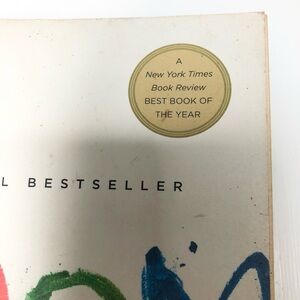 A
New York Times
Book Review
BEST BOOK OF
THE YEAR
L BESTSELLER